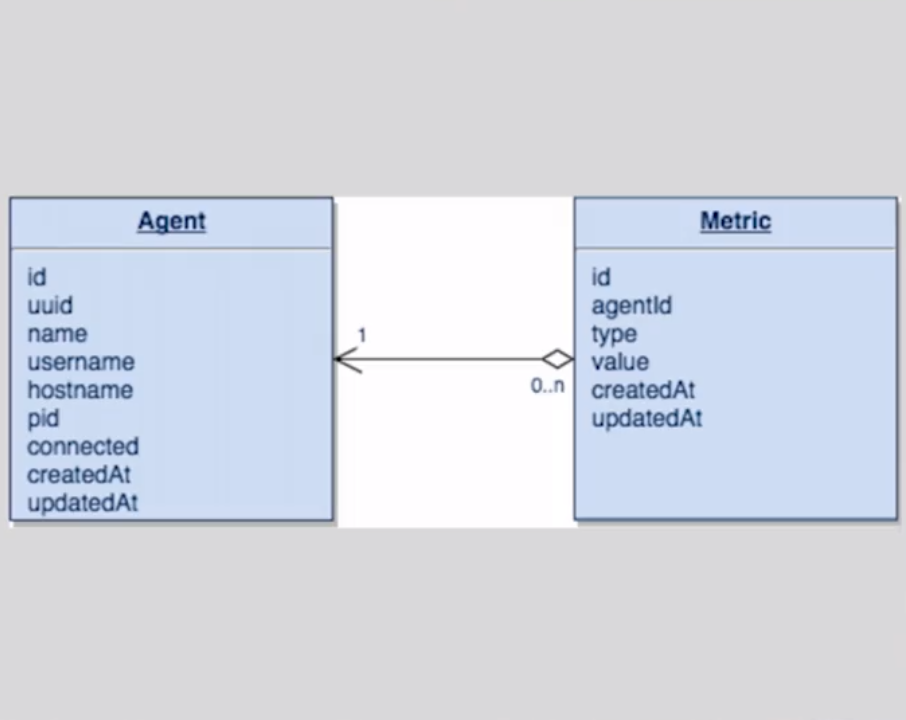 Agent
id
uuid
name
username
hostname
pid
connected
createdAt
updatedAt
1
0..n
Metric
id
agentId
type
value
createdAt
updatedAt